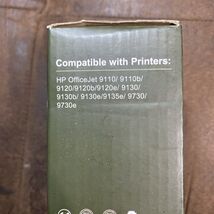 Compatible with Printers:
HP OfficeJet 9110/ 9110b/
9120/9120b/9120e/ 9130/
9130b/ 9130e/9135e/ 9730/
9730e